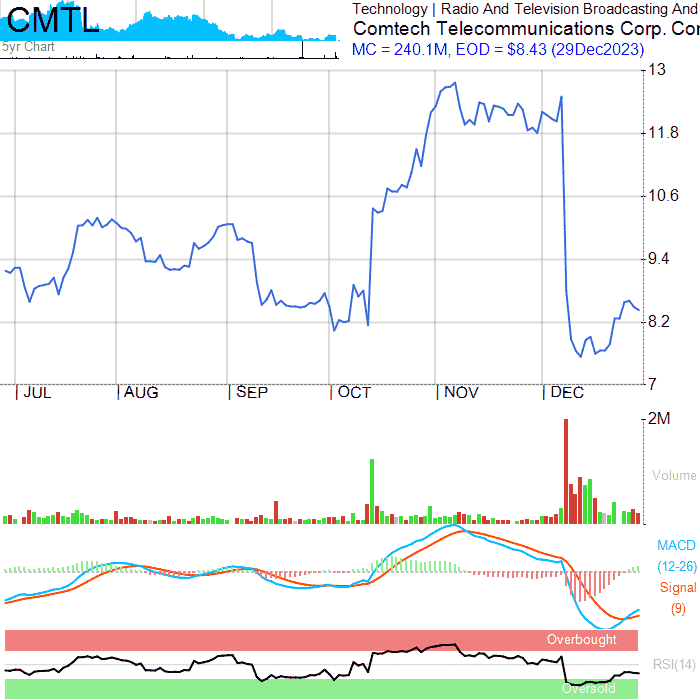 CMTL
5yr Chart
Technology | Radio And Television Broadcasting And
Comtech Telecommunications Corp. Cor
MC = 240.1M, EOD = $8.43 (29Dec2023)
13
11.8
10.6
9.4
8.2
7
JUL AUG SEP OCT NOV DEC
2M
Volume
MACD
(12-26)
Signal
(9)
Overbought
RSI(14)
Oversold